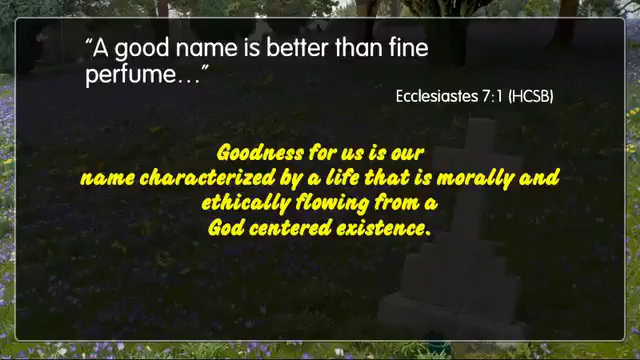 “A good name is better than fine
perfume…”
Ecclesiastes 7:1 (HCSB)
Goodness for us is our
name characterized by a life that is morally and
ethically flowing from a
God centered existence.